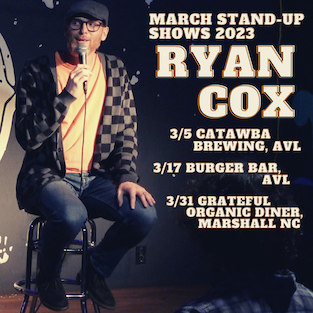 MARCH STAND-UP
SHOWS 2023
RYAN
COX
3/5 CATAWBA
BREWING, AVL
3/17 BURGER BAR,
AVL
3/31 GRATEFUL
ORGANIC DINER,
MARSHALL NC